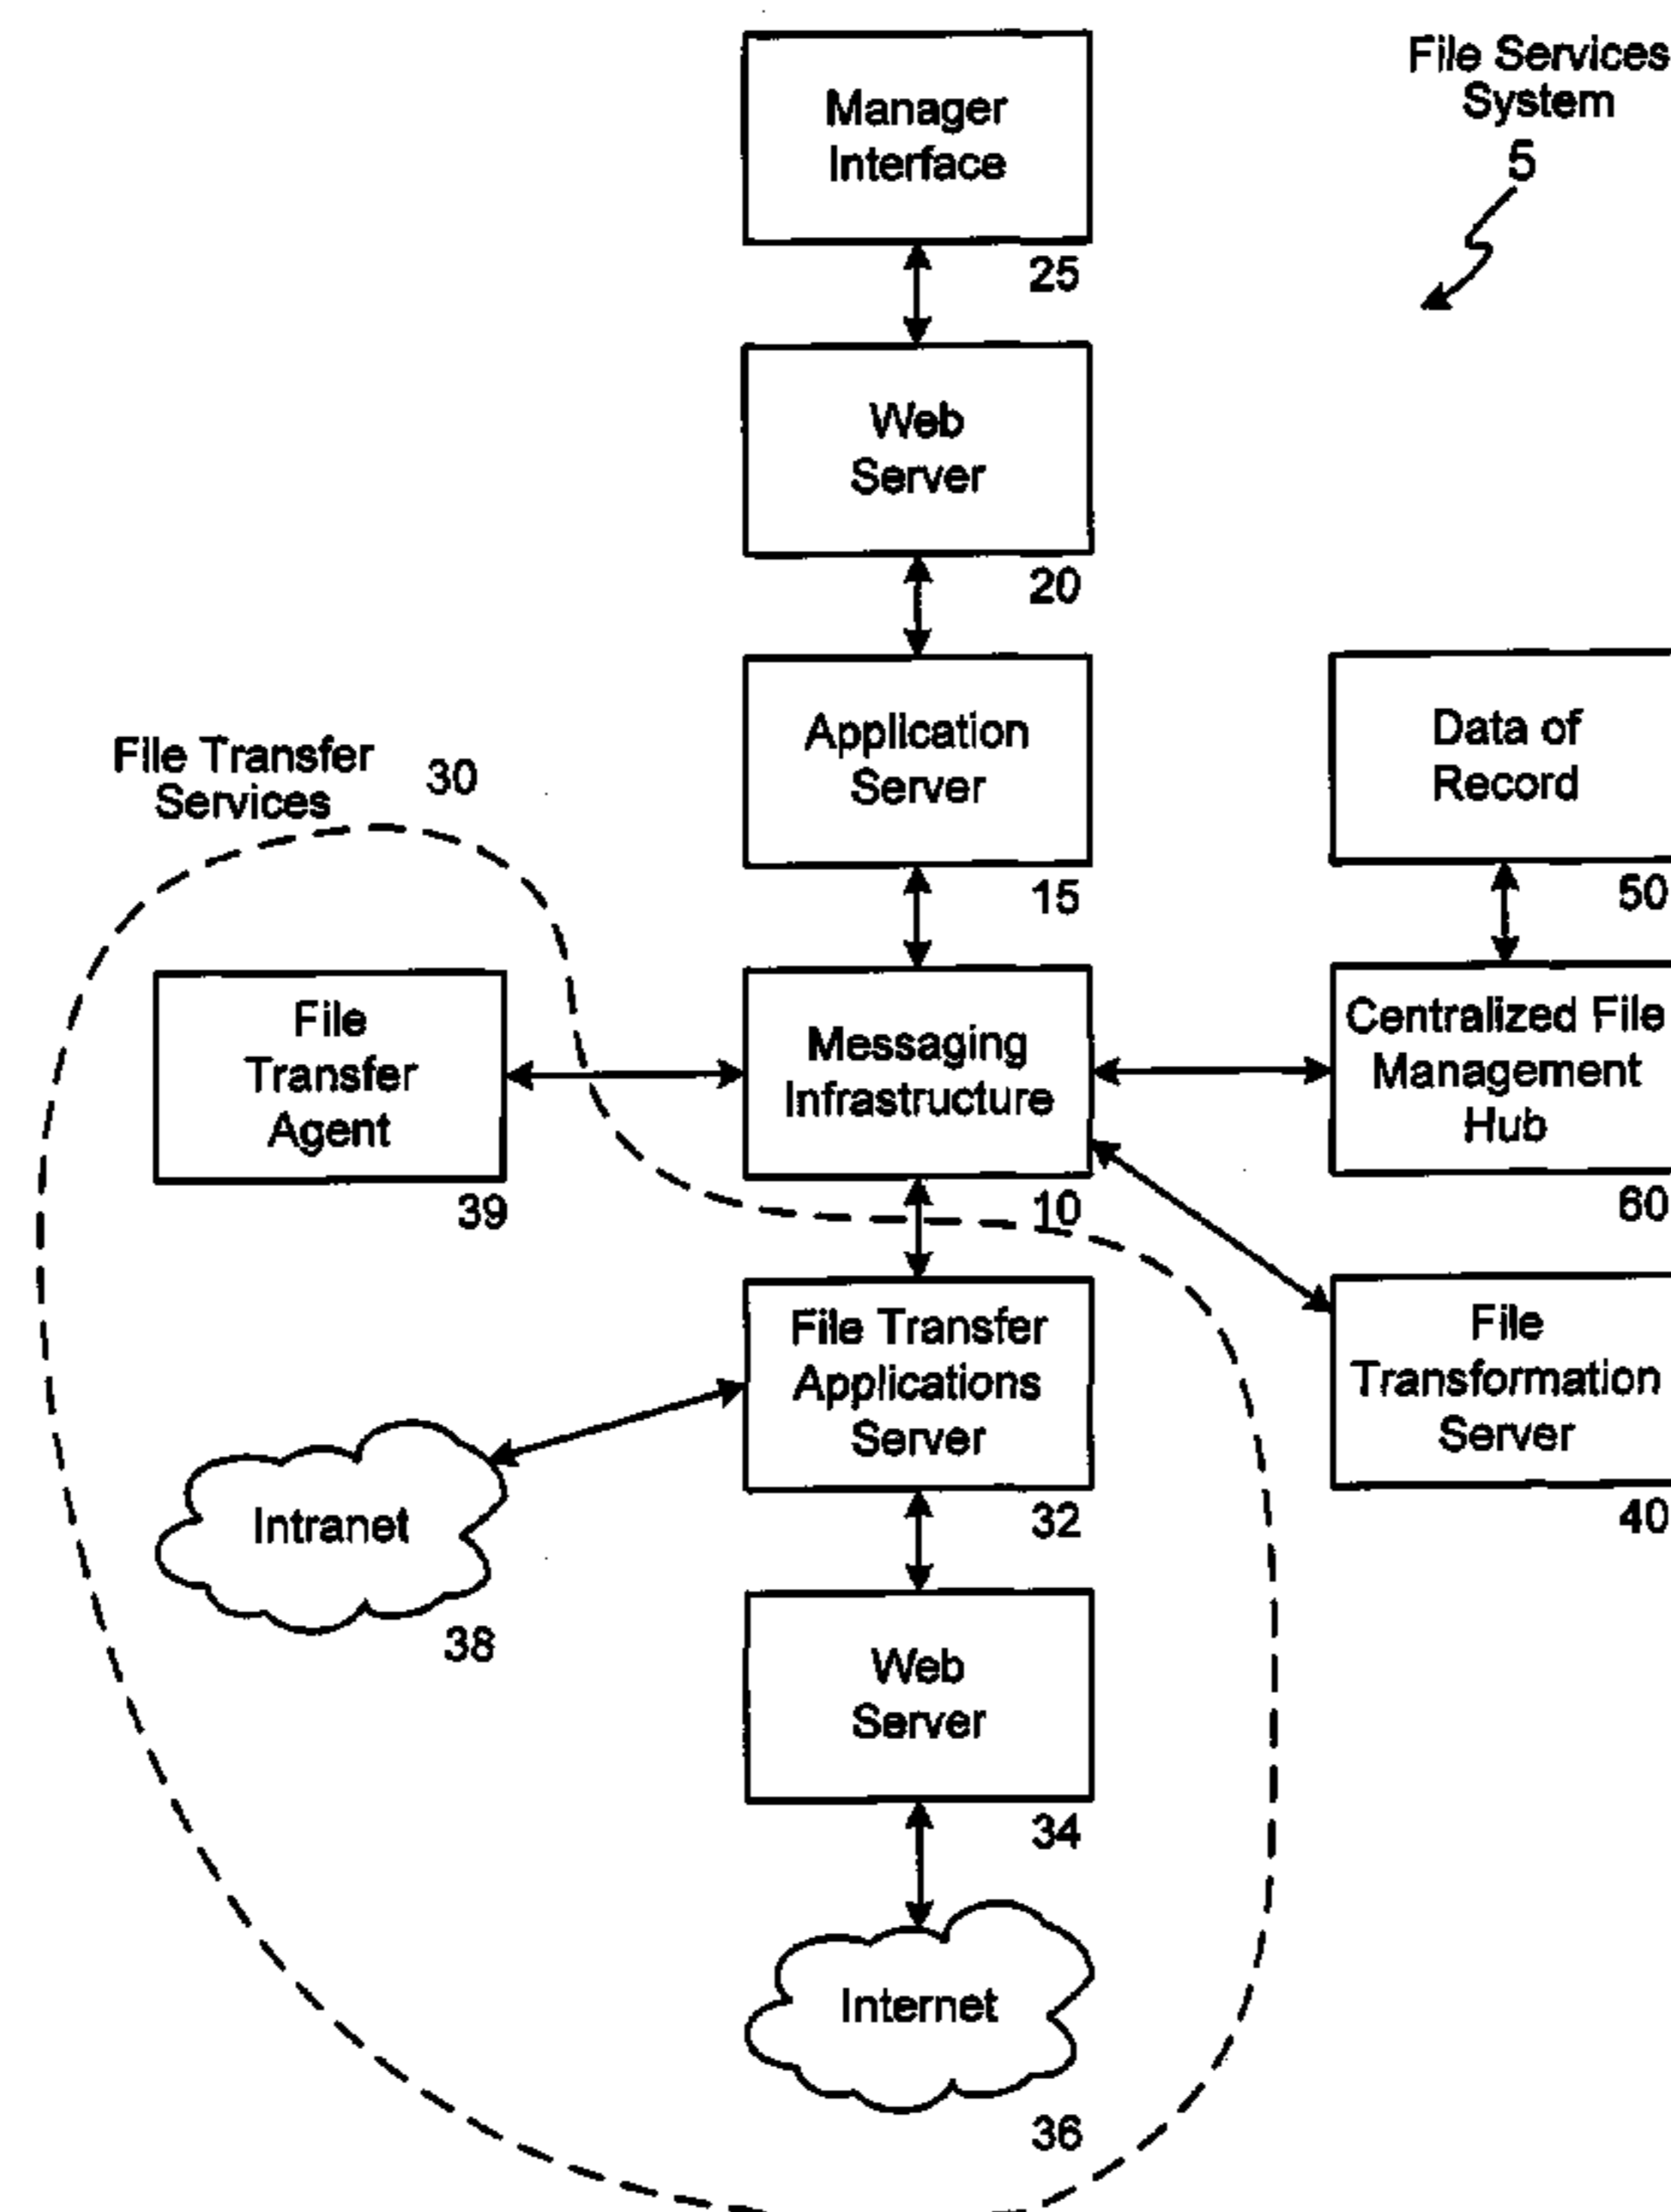 File Services
System
5
Manager
Interface
25
Web
Server
20
Application
Server
15
Data of
Record
50
File Transfer
Services
30
File
Transfer
Agent
39
Messaging
Infrastructure
10
Centralized File
Management
Hub
60
File Transfer
Applications
Server
32
File
Transformation
Server
40
Intranet
38
Web
Server
34
Internet
36